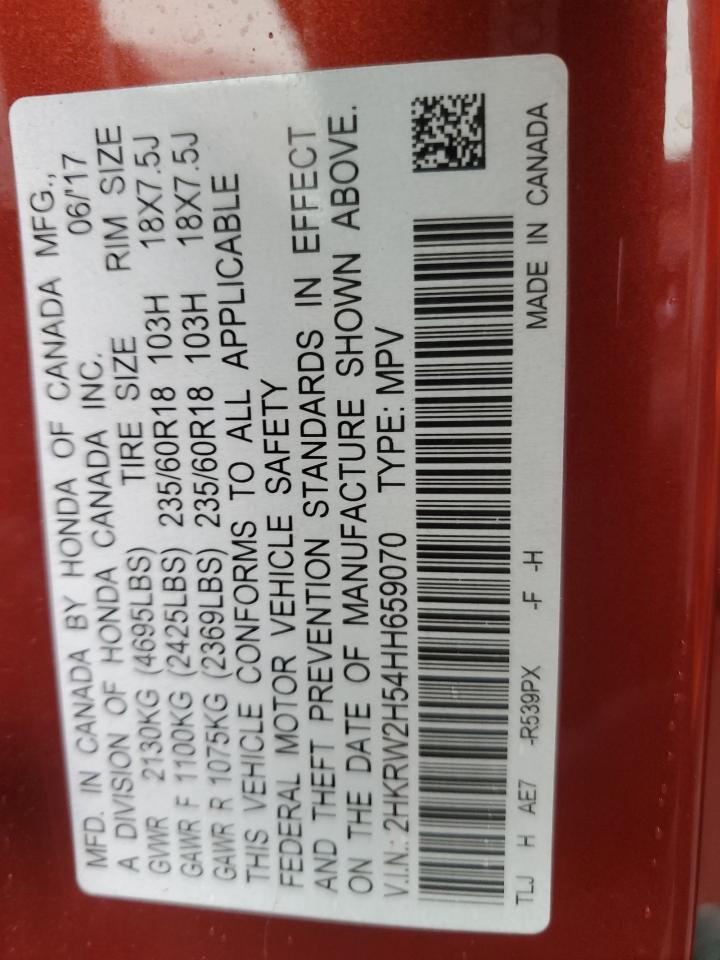 MFD. IN CANADA BY HONDA OF CANADA MFG.,
A DIVISION OF HONDA CANADA INC. 06/'17
GVWR 2130KG (4695LBS) TIRE SIZE RIM SIZE
GAWR F 1100KG (2425LBS) 235/60R18 103H 18X7.5J
GAWR R 1075KG (2369LBS) 235/60R18 103H 18X7.5J
THIS VEHICLE CONFORMS TO ALL APPLICABLE
FEDERAL MOTOR VEHICLE SAFETY
AND THEFT PREVENTION STANDARDS IN EFFECT
ON THE DATE OF MANUFACTURE SHOWN ABOVE.
V.I.N.: 2HKRW2H54HH659070 TYPE: MPV
TLJ H AE7 -R539PX -F -H MADE IN CANADA